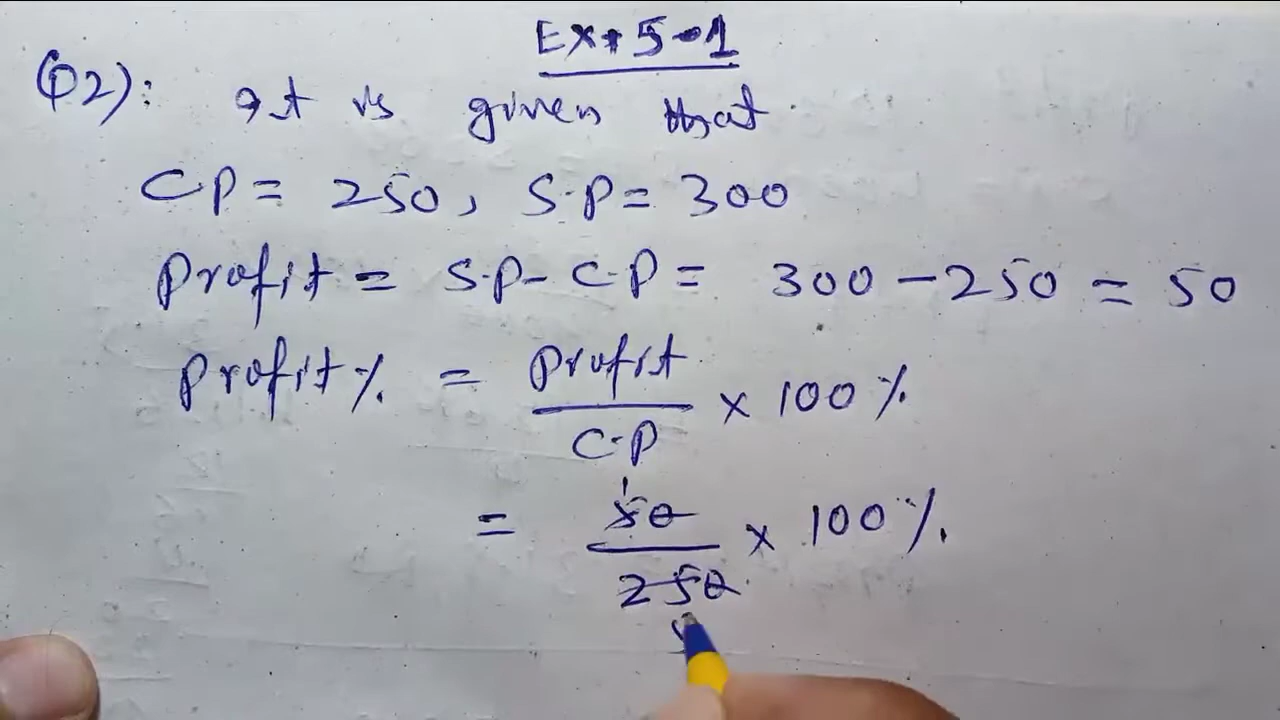 Ex. 5.1
Q2): It is given that
C.P = 250, S.P = 300
Profit = S.P - C.P = 300 - 250 = 50
Profit% = Profit/C.P × 100%
= 50/250 × 100%
1